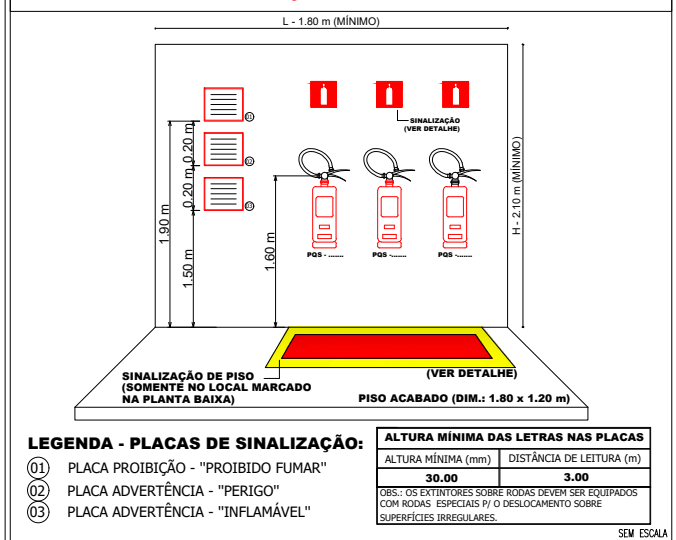 L - 1.80 m (MÍNIMO)
01
02
03
SINALIZAÇÃO
(VER DETALHE)
0.20 m
0.20 m
1.90 m
1.50 m
1.60 m
H - 2.10 m (MÍNIMO)
PQS - .......
PQS -.......
PQS -.......
SINALIZAÇÃO DE PISO
(SOMENTE NO LOCAL MARCADO
NA PLANTA BAIXA)
(VER DETALHE)
PISO ACABADO (DIM.: 1.80 x 1.20 m)
LEGENDA - PLACAS DE SINALIZAÇÃO:
01 PLACA PROIBIÇÃO - "PROIBIDO FUMAR"
02 PLACA ADVERTÊNCIA - "PERIGO"
03 PLACA ADVERTÊNCIA - "INFLAMÁVEL"
ALTURA MÍNIMA DAS LETRAS NAS PLACAS
ALTURA MÍNIMA (mm) DISTÂNCIA DE LEITURA (m)
30.00 3.00
OBS.: OS EXTINTORES SOBRE RODAS DEVEM SER EQUIPADOS
COM RODAS ESPECIAIS P/ O DESLOCAMENTO SOBRE
SUPERFÍCIES IRREGULARES.
SEM ESCALA